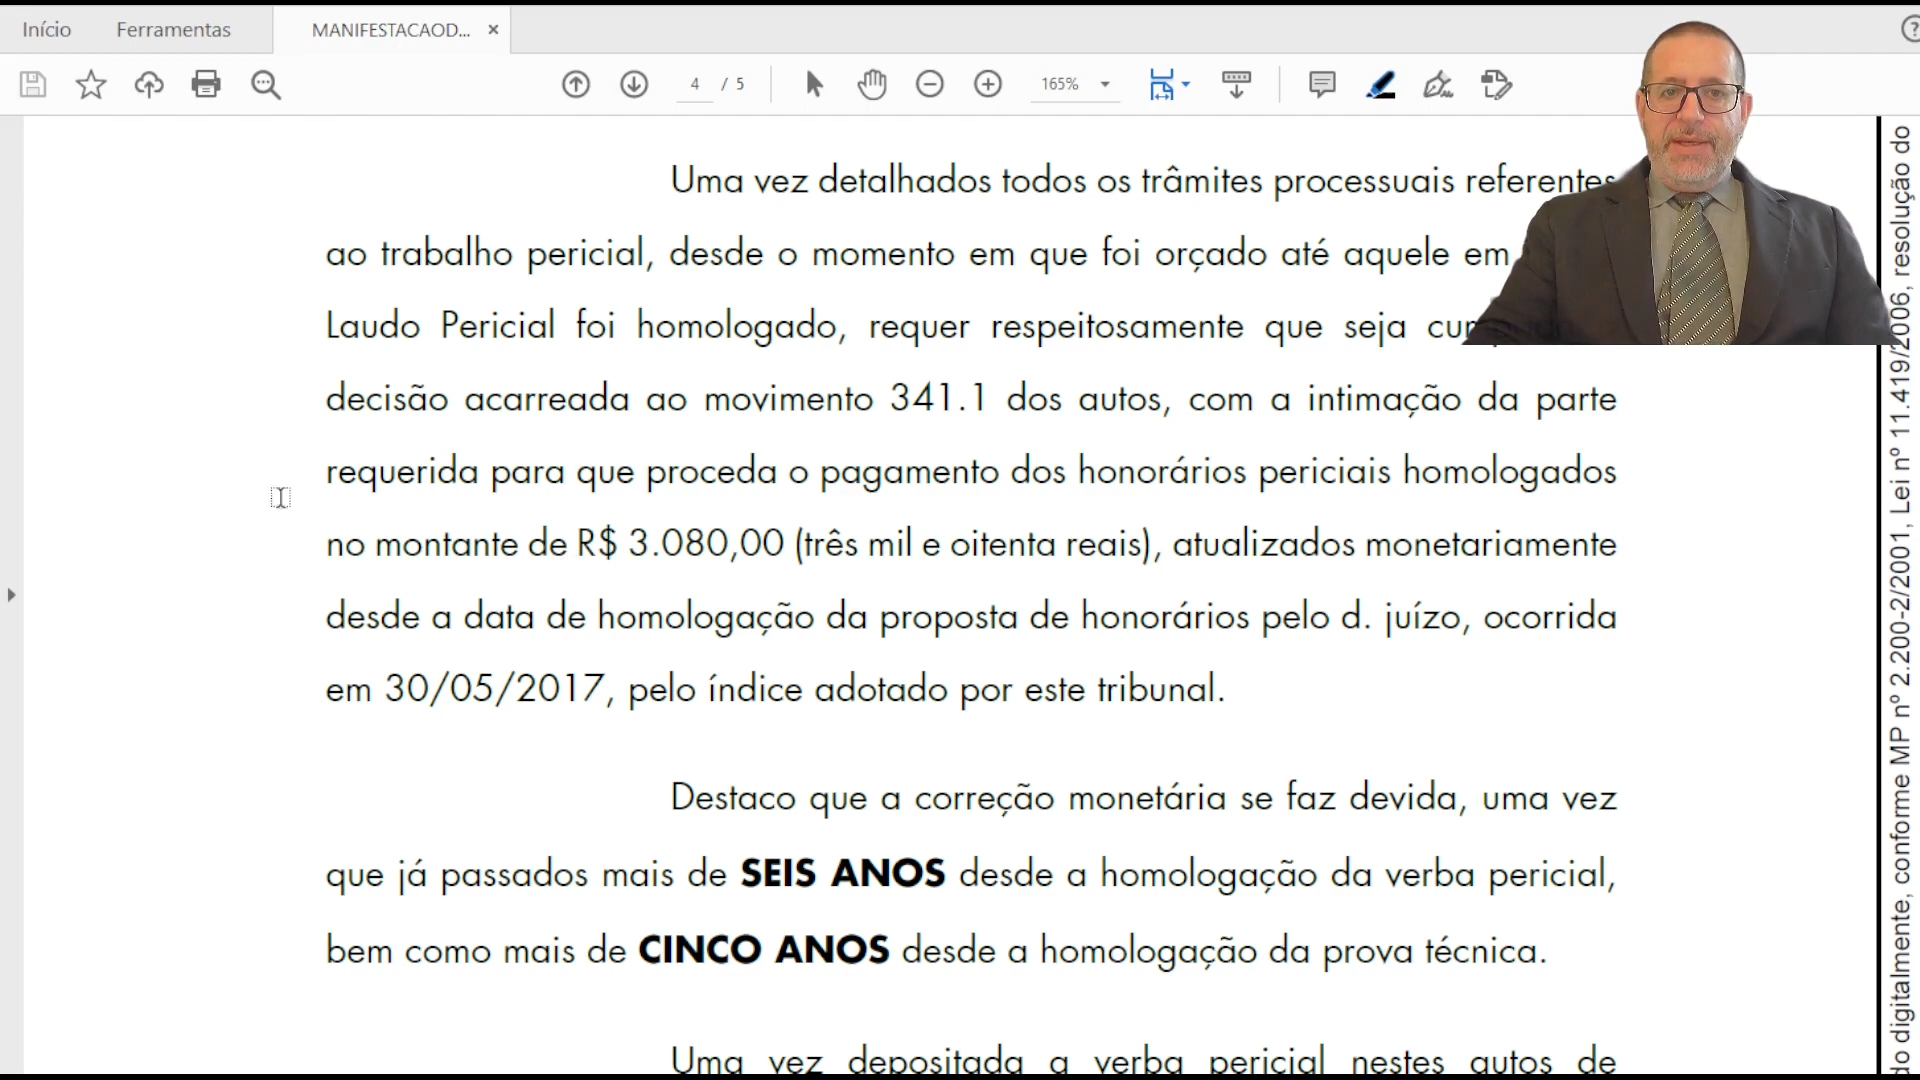 Início
Ferramentas
MANIFESTACAOD...
4 / 5
165%
Uma vez detalhados todos os trâmites processuais referentes
ao trabalho pericial, desde o momento em que foi orçado até aquele em
Laudo Pericial foi homologado, requer respeitosamente que seja
decisão acarreada ao movimento 341.1 dos autos, com a intimação da parte
requerida para que proceda o pagamento dos honorários periciais homologados
no montante de R$ 3.080,00 (três mil e oitenta reais), atualizados monetariamente
desde a data de homologação da proposta de honorários pelo d. juízo, ocorrida
em 30/05/2017, pelo índice adotado por este tribunal.
Destaco que a correção monetária se faz devida, uma vez
que já passados mais de SEIS ANOS desde a homologação da verba pericial,
bem como mais de CINCO ANOS desde a homologação da prova técnica.
Uma vez depositada a verba pericial nestes autos de
do digitalmente, conforme MP nº 2.200-2/2001, Lei nº 11.419/2006, resolução do